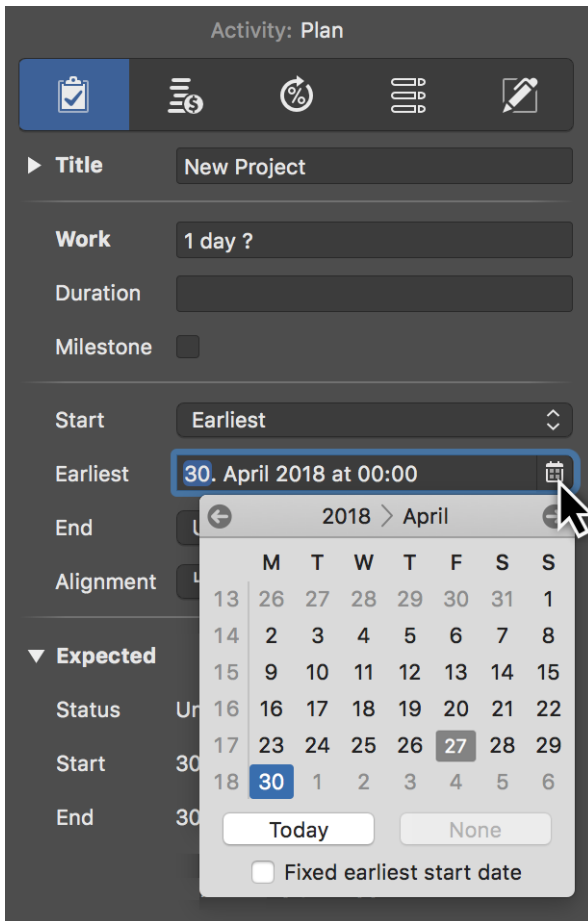 Activity: Plan
Title New Project
Work 1 day ?
Duration
Milestone
Start Earliest
Earliest 30. April 2018 at 00:00
End
2018 > April
Alignment
M T W T F S S
13 26 27 28 29 30 31 1
14 2 3 4 5 6 7 8
15 9 10 11 12 13 14 15
16 16 17 18 19 20 21 22
17 23 24 25 26 27 28 29
18 30 1 2 3 4 5 6
Expected
Status
Start 30
End 30
Today None
Fixed earliest start date